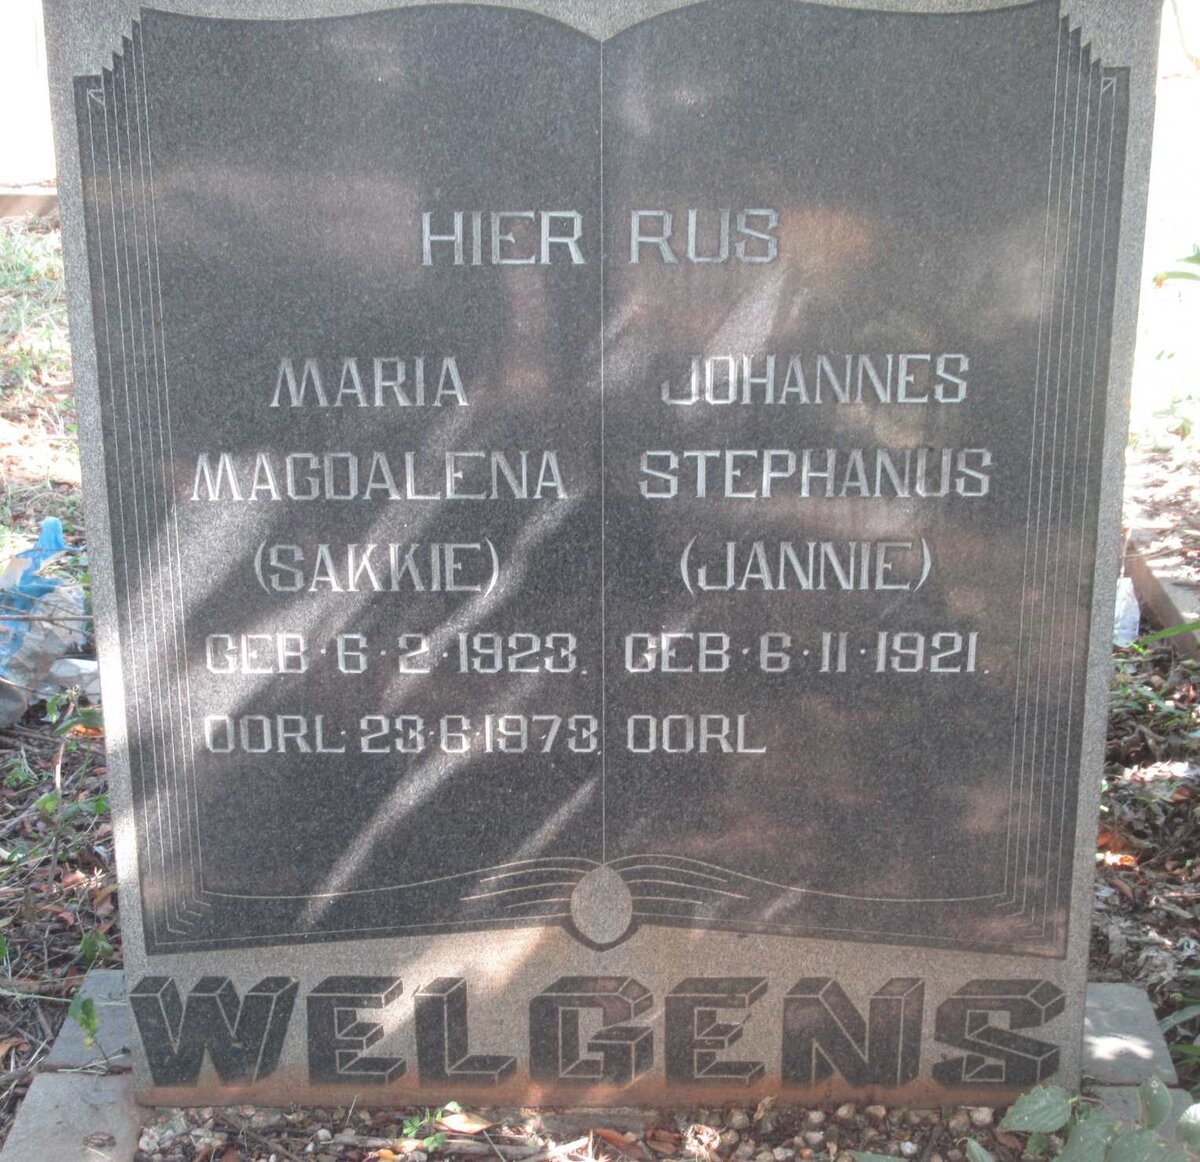 HIER RUS
MARIA
MAGDALENA
(SAKKIE)
GEB·6·2·1923.
OORL·23·6·1973.
JOHANNES
STEPHANUS
(JANNIE)
GEB·6·11·1921.
OORL
WELGENS